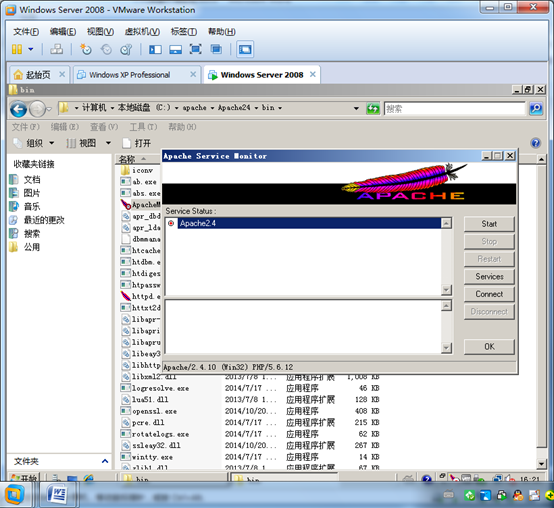 Windows Server 2008 - VMware Workstation
文件(F) 编辑(E) 查看(V) 虚拟机(V) 标签(T) 帮助(H)
起始页 Windows XP Professional Windows Server 2008
bin
计算机 本地磁盘 (C:) apache Apache24 bin 搜索
文件(F) 编辑(E) 查看(V) 工具(T) 帮助(H)
组织 视图 打开
收藏夹链接
文档
图片
音乐
最近的更改
搜索
公用
文件夹
名称
iconv
ab.exe
abs.exe
ApacheM
apr_dbd
apr_lda
dbmmana
htcache
htdbm.e
htdiges
htpassw
httpd.e
httxt2d
libapr-
libapri
libapru
libeay3
libhttp
libxml2.dll 2013/7/8 1... 应用程序扩展 1,008 KB
logresolve.exe 2014/7/17 ... 应用程序 46 KB
lua51.dll 2013/7/8 1... 应用程序扩展 128 KB
openssl.exe 2014/10/20... 应用程序 408 KB
pcre.dll 2014/7/17 ... 应用程序扩展 215 KB
rotatelogs.exe 2014/7/17 ... 应用程序 62 KB
ssleay32.dll 2014/10/20... 应用程序扩展 267 KB
wintty.exe 2014/7/17 ... 应用程序 14 KB
zlib1.dll 2013/7/8 1... 应用程序扩展 67 KB
Apache Service Monitor
APACHE
Service Status :
Apache2.4
Start
Stop
Restart
Services
Connect
Disconnect
OK
Apache/2.4.10 (Win32) PHP/5.6.12
开始 bin bin 16:21